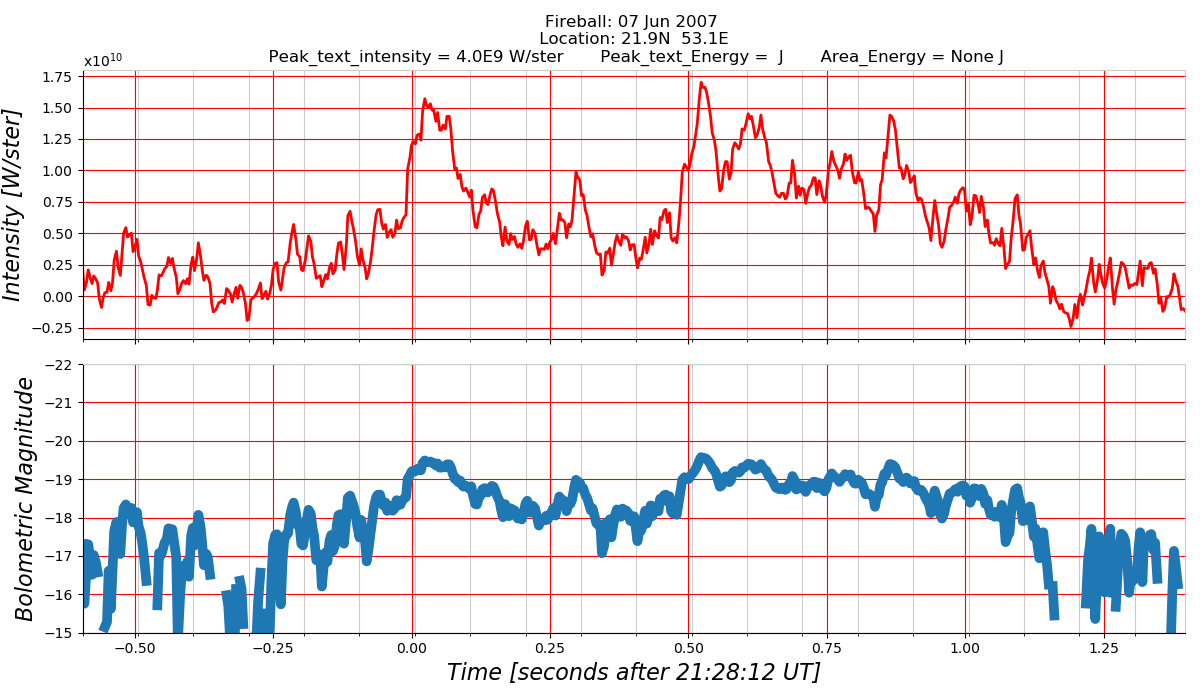 Fireball: 07 Jun 2007
Location: 21.9N  53.1E
Peak_text_intensity = 4.0E9 W/ster       Peak_text_Energy =  J       Area_Energy = None J
x10¹⁰
Intensity [W/ster]
1.75
1.50
1.25
1.00
0.75
0.50
0.25
0.00
−0.25
Bolometric Magnitude
−22
−21
−20
−19
−18
−17
−16
−15
−0.50 −0.25 0.00 0.25 0.50 0.75 1.00 1.25
Time [seconds after 21:28:12 UT]